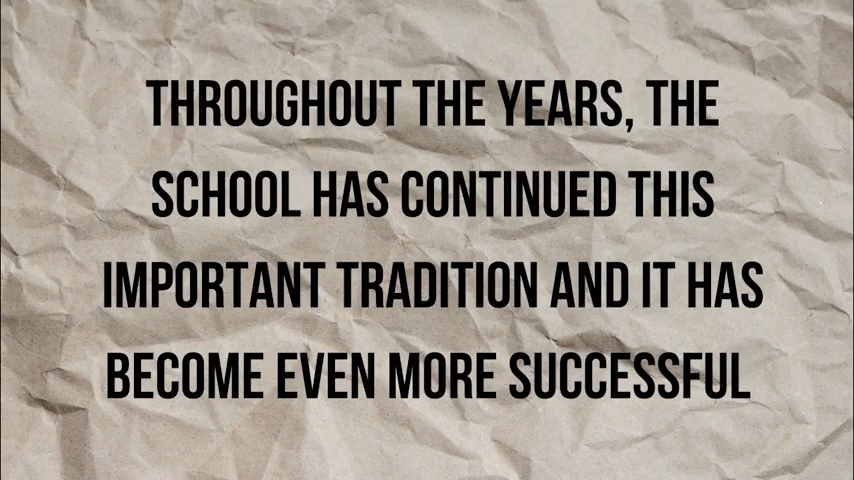 THROUGHOUT THE YEARS, THE
SCHOOL HAS CONTINUED THIS
IMPORTANT TRADITION AND IT HAS
BECOME EVEN MORE SUCCESSFUL